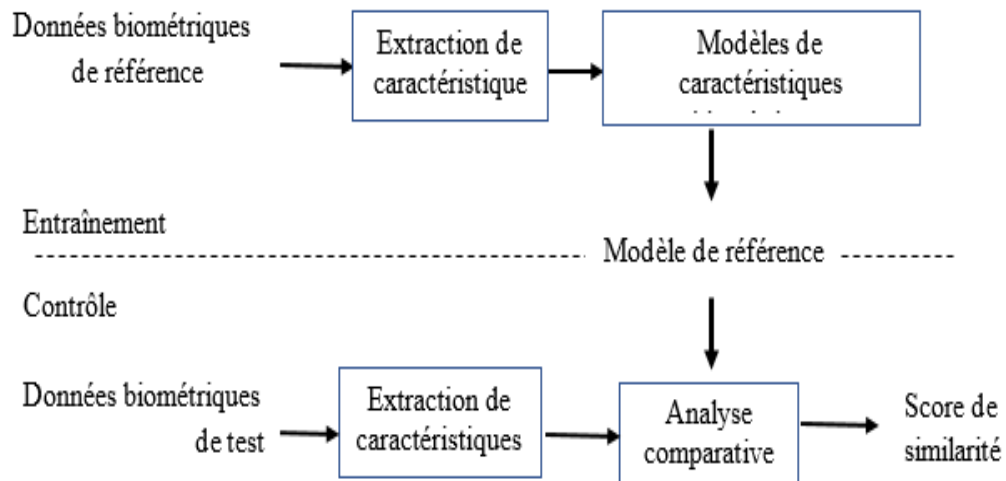 Données biométriques
de référence
Extraction de
caractéristique
Modèles de
caractéristiques
Entraînement
Modèle de référence
Contrôle
Données biométriques
de test
Extraction de
caractéristiques
Analyse
comparative
Score de
similarité